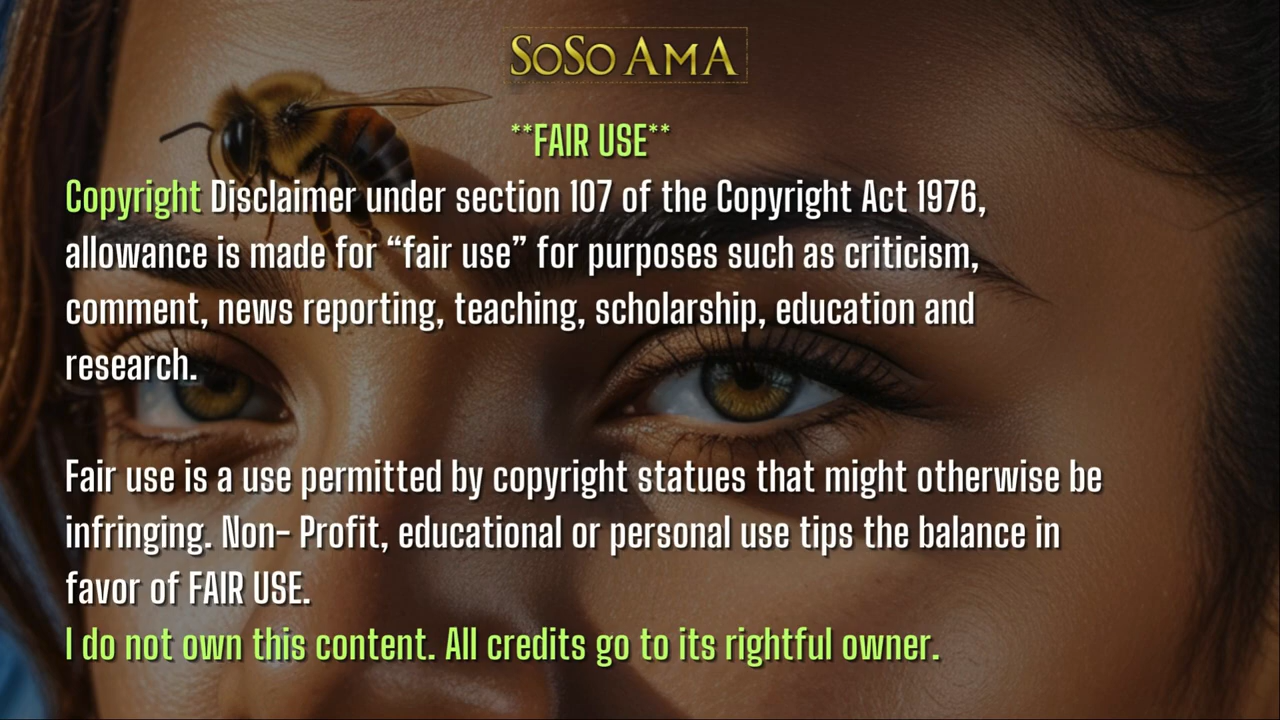 SoSo AmA
**FAIR USE**
Copyright Disclaimer under section 107 of the Copyright Act 1976,
allowance is made for “fair use” for purposes such as criticism,
comment, news reporting, teaching, scholarship, education and
research.
Fair use is a use permitted by copyright statues that might otherwise be
infringing. Non- Profit, educational or personal use tips the balance in
favor of FAIR USE.
I do not own this content. All credits go to its rightful owner.